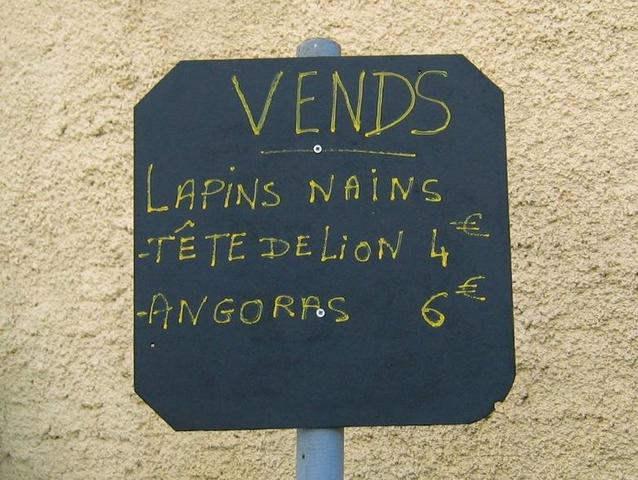 VENDS
LAPINS NAINS
-TÊTE DE LION 4€
-ANGORAS 6€